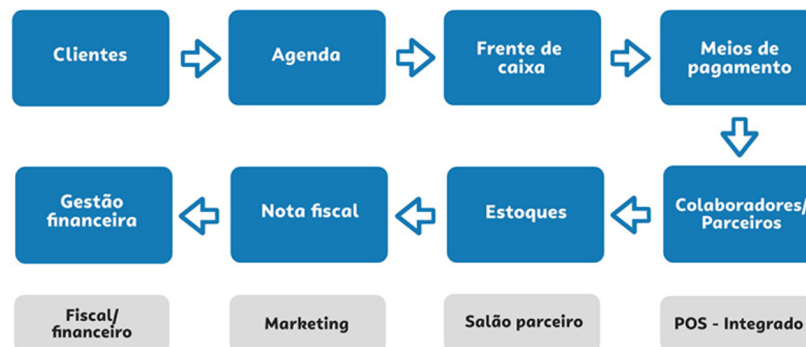 Clientes
Agenda
Frente de
caixa
Meios de
pagamento
Gestão
financeira
Nota fiscal
Estoques
Colaboradores/
Parceiros
Fiscal/
financeiro
Marketing
Salão parceiro
POS - Integrado